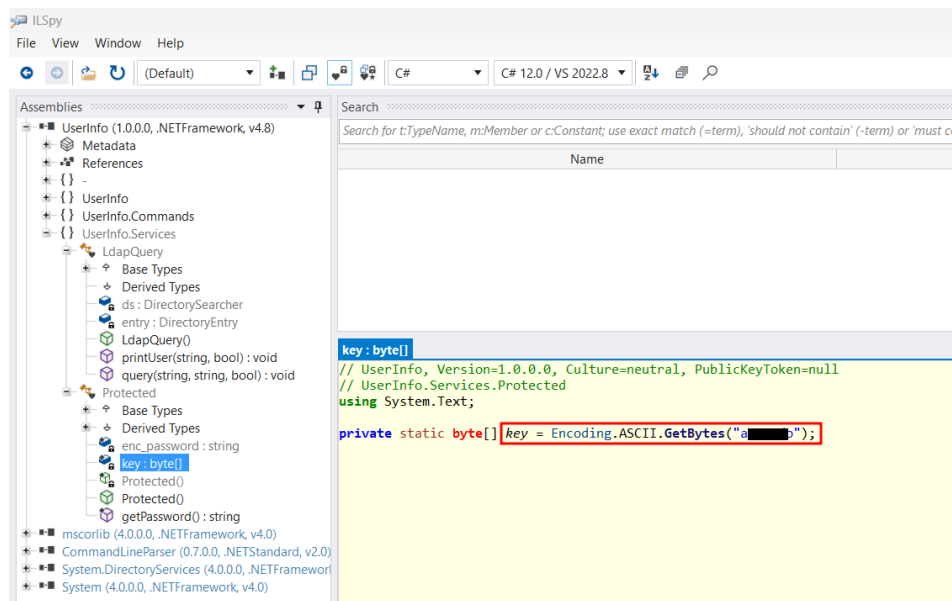 ILSpy
File View Window Help
(Default) C# C# 12.0 / VS 2022.8
Assemblies
UserInfo (1.0.0.0, .NETFramework, v4.8)
Metadata
References
{ } -
{ } UserInfo
{ } UserInfo.Commands
{ } UserInfo.Services
LdapQuery
Base Types
Derived Types
ds : DirectorySearcher
entry : DirectoryEntry
LdapQuery()
printUser(string, bool) : void
query(string, string, bool) : void
Protected
Base Types
Derived Types
enc_password : string
key : byte[]
Protected()
Protected()
getPassword() : string
mscorlib (4.0.0.0, .NETFramework, v4.0)
CommandLineParser (0.7.0.0, .NETStandard, v2.0)
System.DirectoryServices (4.0.0.0, .NETFramewor
System (4.0.0.0, .NETFramework, v4.0)
Search
Search for t:TypeName, m:Member or c:Constant; use exact match (=term), 'should not contain' (-term) or 'must c
Name
key : byte[]
// UserInfo, Version=1.0.0.0, Culture=neutral, PublicKeyToken=null
// UserInfo.Services.Protected
using System.Text;
private static byte[] key = Encoding.ASCII.GetBytes("a
");